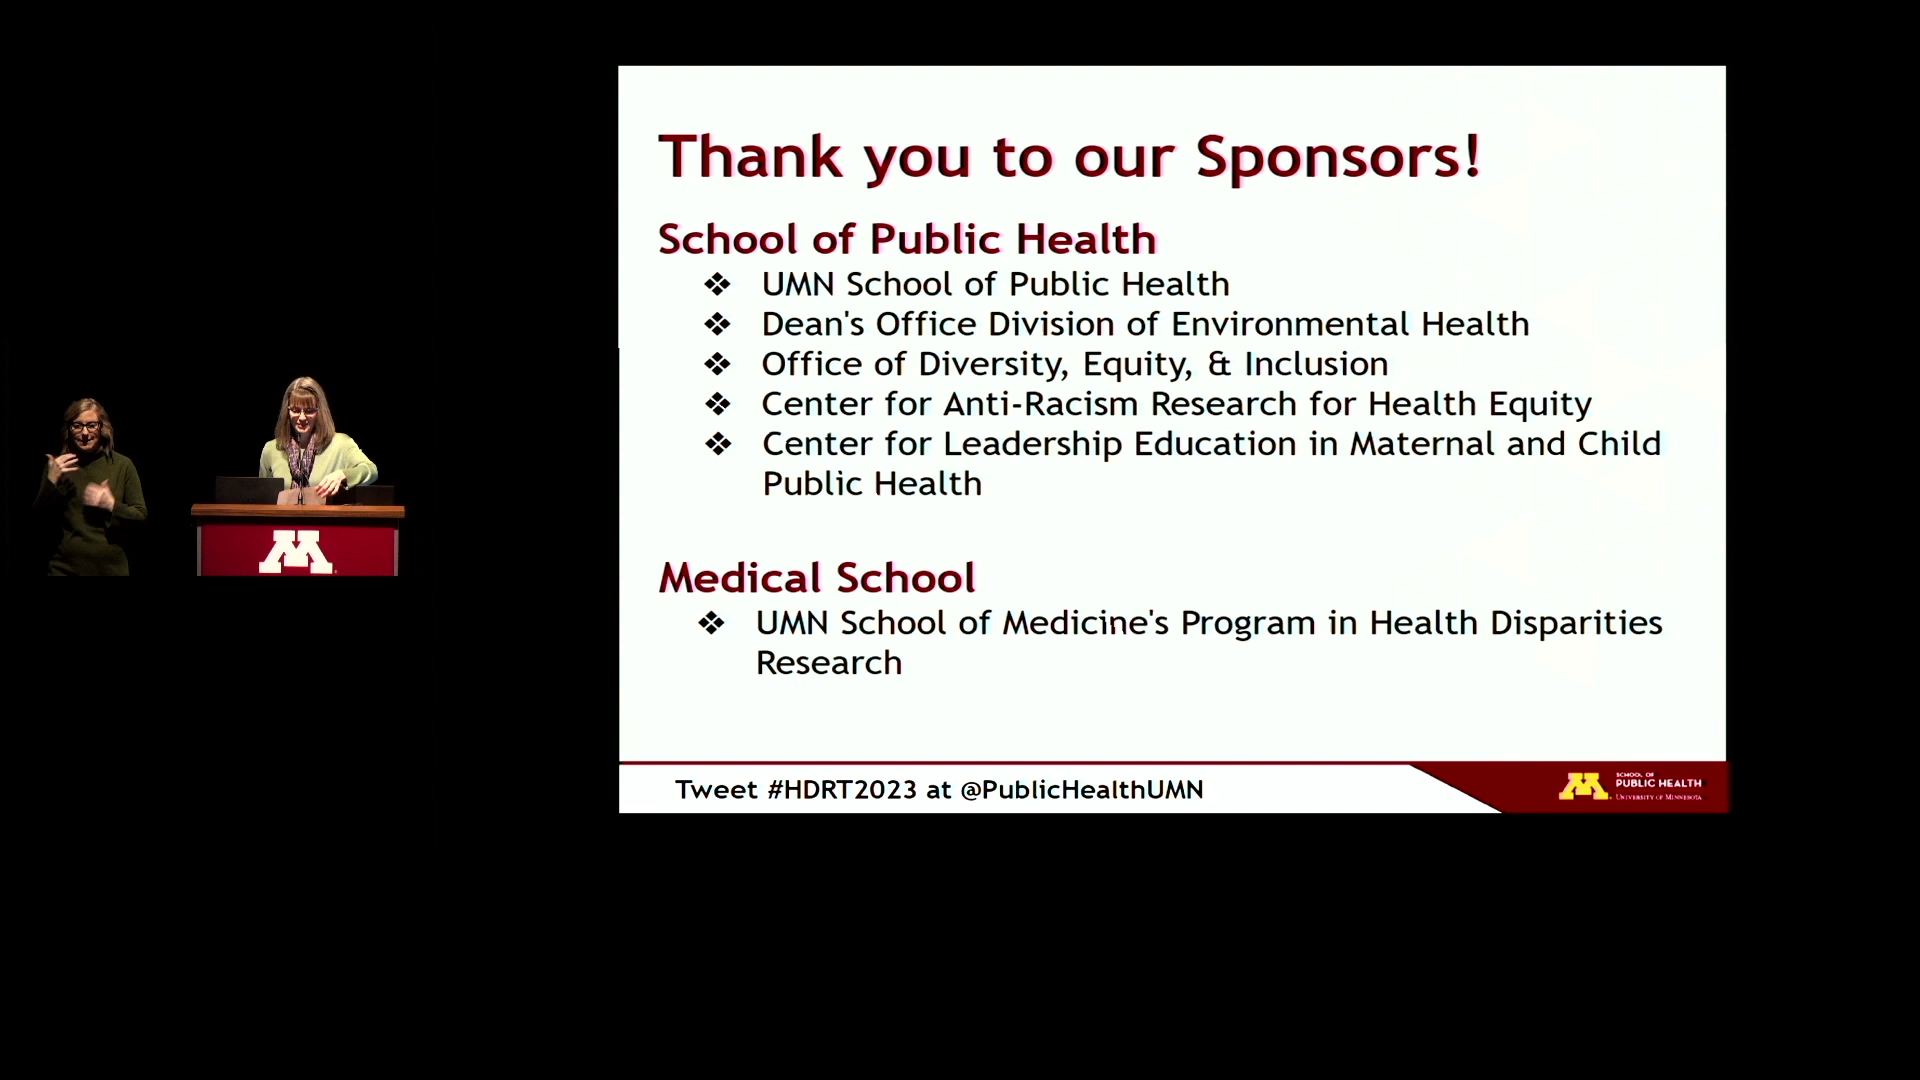 Thank you to our Sponsors!
School of Public Health
❖ UMN School of Public Health
❖ Dean's Office Division of Environmental Health
❖ Office of Diversity, Equity, & Inclusion
❖ Center for Anti-Racism Research for Health Equity
❖ Center for Leadership Education in Maternal and Child
Public Health
Medical School
❖ UMN School of Medicine's Program in Health Disparities
Research
Tweet #HDRT2023 at @PublicHealthUMN
M
SCHOOL OF
PUBLIC HEALTH
UNIVERSITY OF MINNESOTA
M